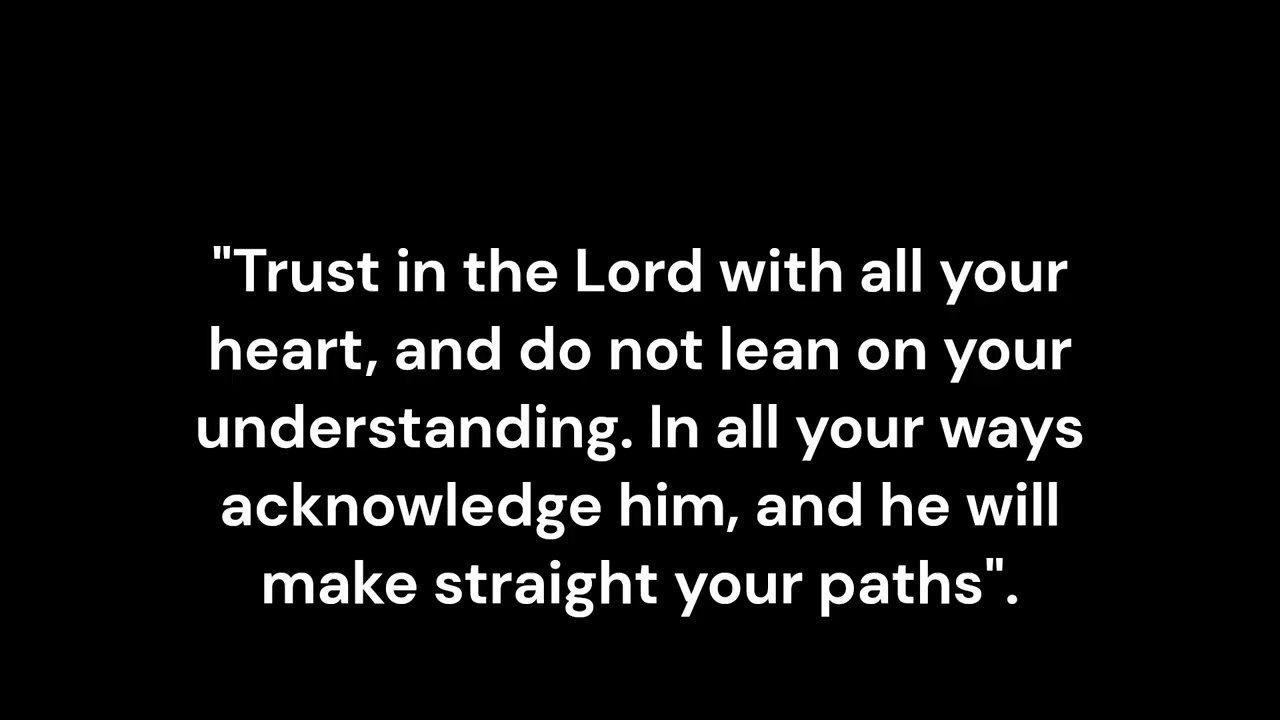 "Trust in the Lord with all your
heart, and do not lean on your
understanding. In all your ways
acknowledge him, and he will
make straight your paths".